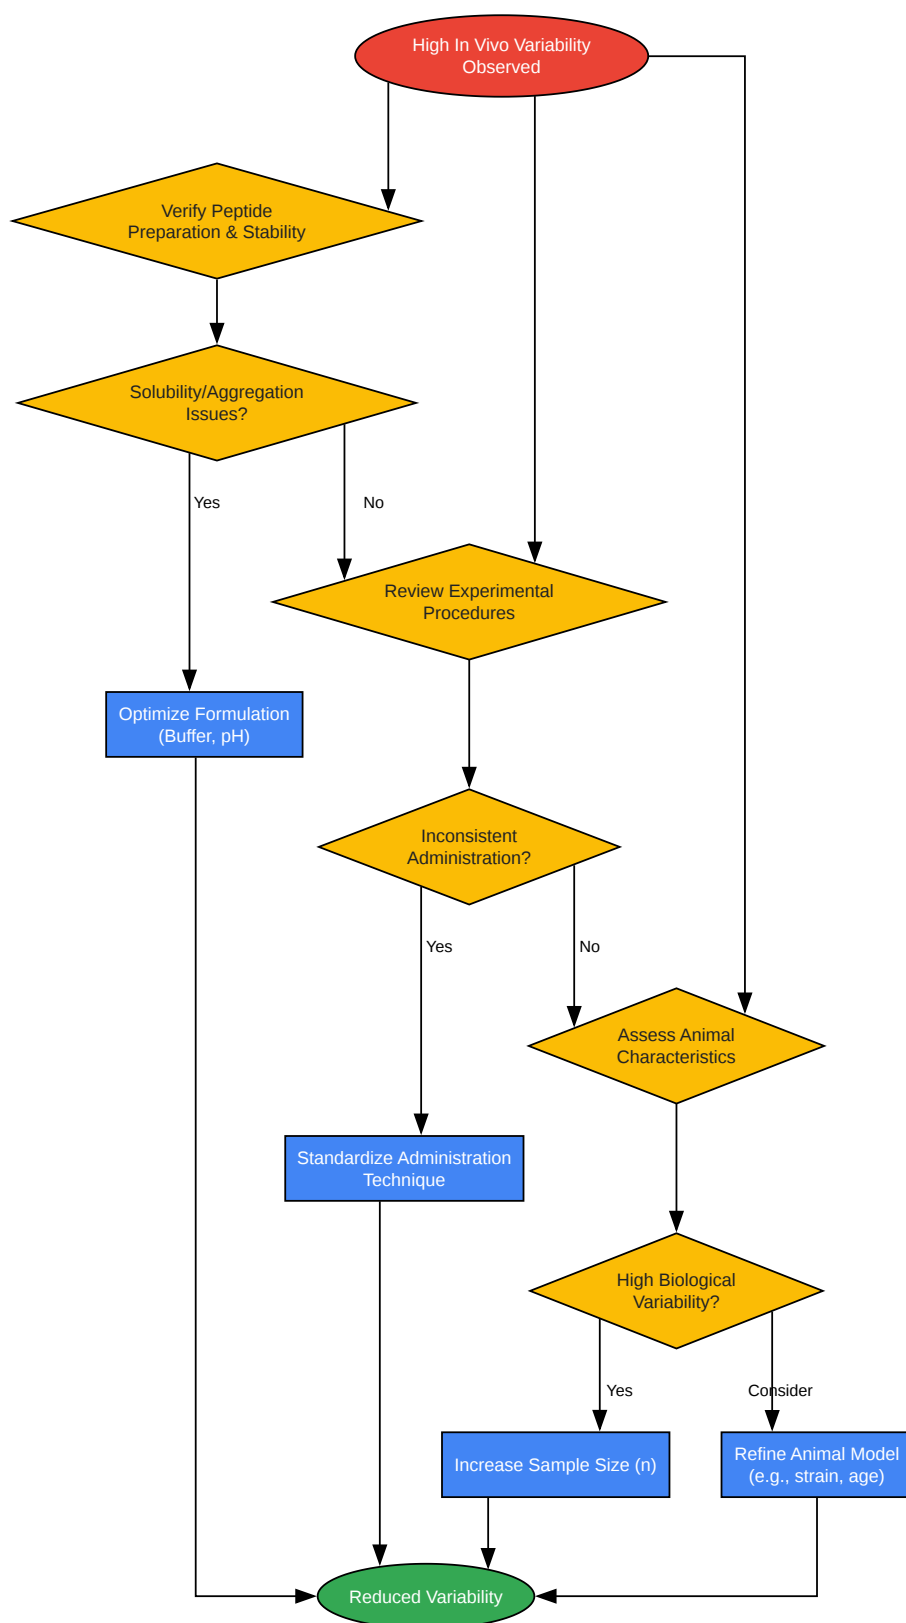 High In Vivo Variability
Observed
Verify Peptide
Preparation & Stability
Solubility/Aggregation
Issues?
Yes
No
Review Experimental
Procedures
Optimize Formulation
(Buffer, pH)
Inconsistent
Administration?
Yes
No
Assess Animal
Characteristics
Standardize Administration
Technique
High Biological
Variability?
Yes
Consider
Increase Sample Size (n)
Refine Animal Model
(e.g., strain, age)
Reduced Variability